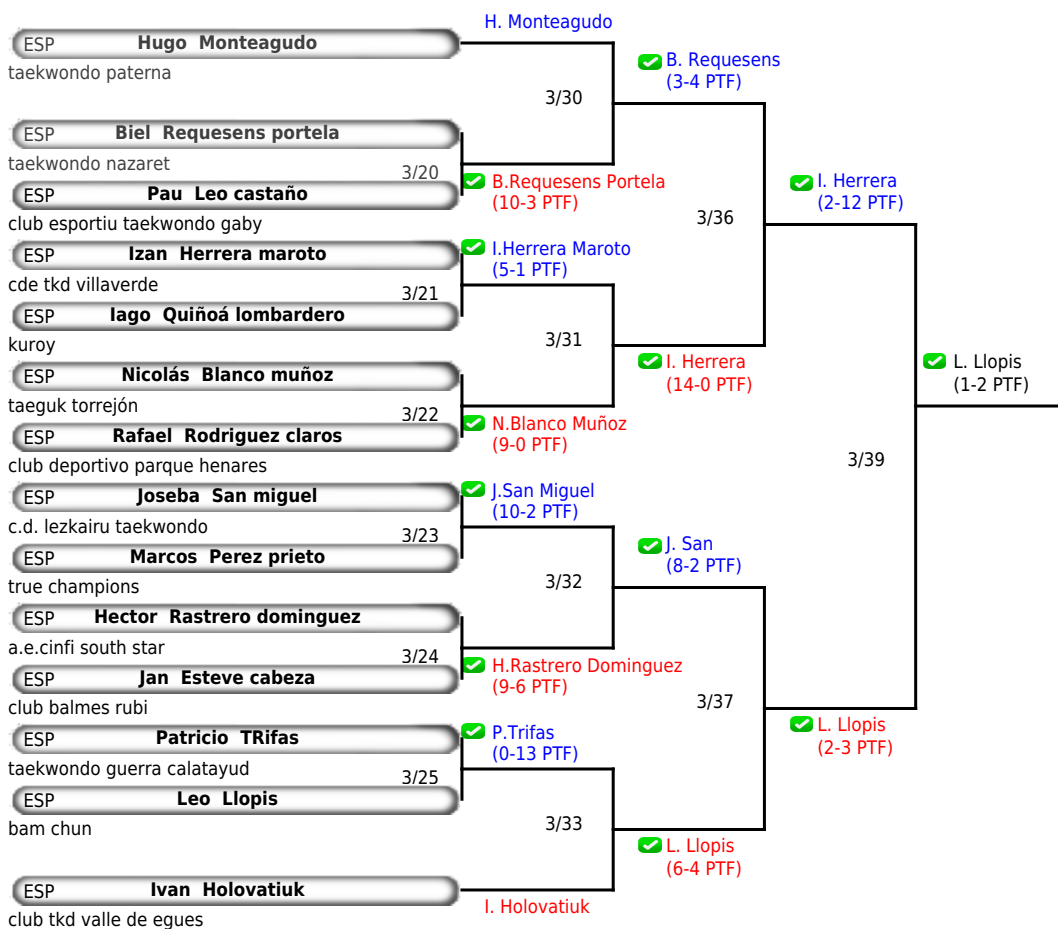 H. Monteagudo
ESP Hugo Monteagudo
taekwondo paterna
B. Requesens
(3-4 PTF)
3/30
ESP Biel Requesens portela
taekwondo nazaret
3/20
B.Requesens Portela
(10-3 PTF)
ESP Pau Leo castaño
club esportiu taekwondo gaby
I. Herrera
(2-12 PTF)
3/36
ESP Izan Herrera maroto
cde tkd villaverde
I.Herrera Maroto
(5-1 PTF)
3/21
ESP Iago Quiñoá lombardero
kuroy
3/31
I. Herrera
(14-0 PTF)
L. Llopis
(1-2 PTF)
ESP Nicolás Blanco muñoz
taeguk torrejón
3/22
N.Blanco Muñoz
(9-0 PTF)
ESP Rafael Rodriguez claros
club deportivo parque henares
3/39
ESP Joseba San miguel
c.d. lezkairu taekwondo
J.San Miguel
(10-2 PTF)
3/23
ESP Marcos Perez prieto
true champions
J. San
(8-2 PTF)
3/32
ESP Hector Rastrero dominguez
a.e.cinfi south star
3/24
H.Rastrero Dominguez
(9-6 PTF)
ESP Jan Esteve cabeza
club balmes rubi
3/37
L. Llopis
(2-3 PTF)
ESP Patricio TRifas
taekwondo guerra calatayud
P.Trifas
(0-13 PTF)
3/25
ESP Leo Llopis
bam chun
3/33
L. Llopis
(6-4 PTF)
ESP Ivan Holovatiuk
club tkd valle de egues
I. Holovatiuk